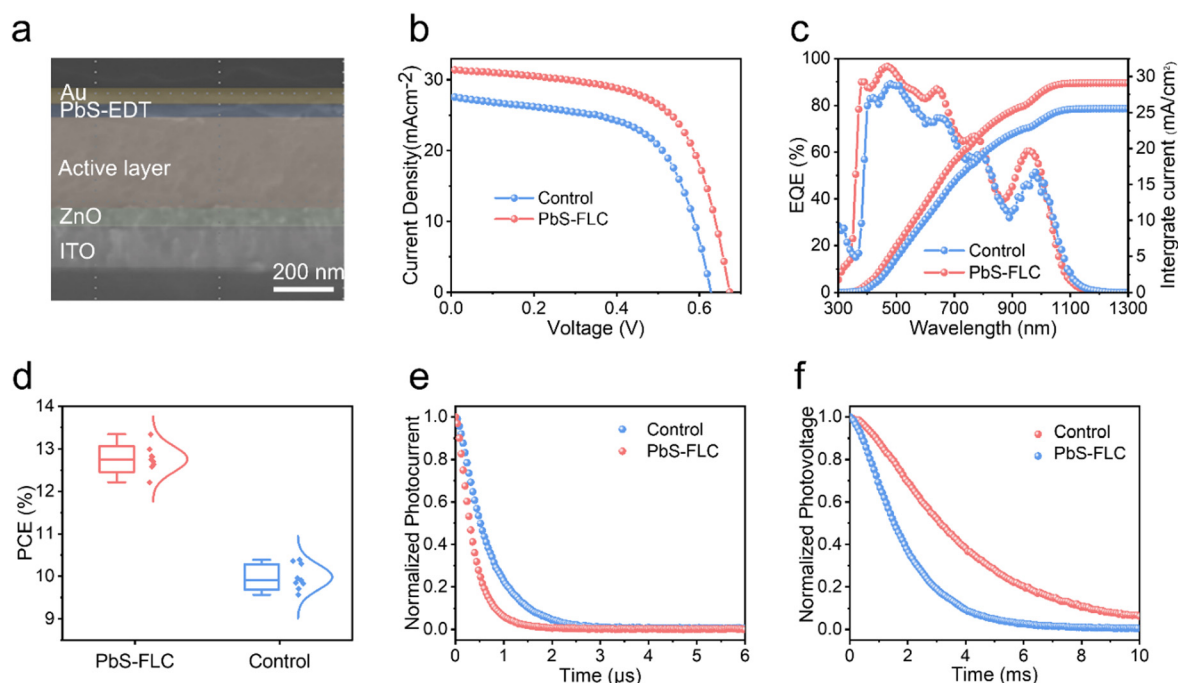 a
Au
PbS-EDT
Active layer
ZnO
ITO
200 nm
b
Current Density(mAcm⁻²)
30
20
10
0
Control
PbS-FLC
0.0 0.2 0.4 0.6
Voltage (V)
c
EQE (%)
100
80
60
40
20
0
Control
PbS-FLC
30
25
20
15
10
5
0
Intergrate current (mA/cm²)
300 500 700 900 1100 1300
Wavelength (nm)
d
PCE (%)
14
13
12
11
10
9
PbS-FLC Control
e
Normalized Photocurrent
1.0
0.8
0.6
0.4
0.2
0.0
Control
PbS-FLC
0 1 2 3 4 5 6
Time (μs)
f
Normalized Photovoltage
1.0
0.8
0.6
0.4
0.2
0.0
Control
PbS-FLC
0 2 4 6 8 10
Time (ms)